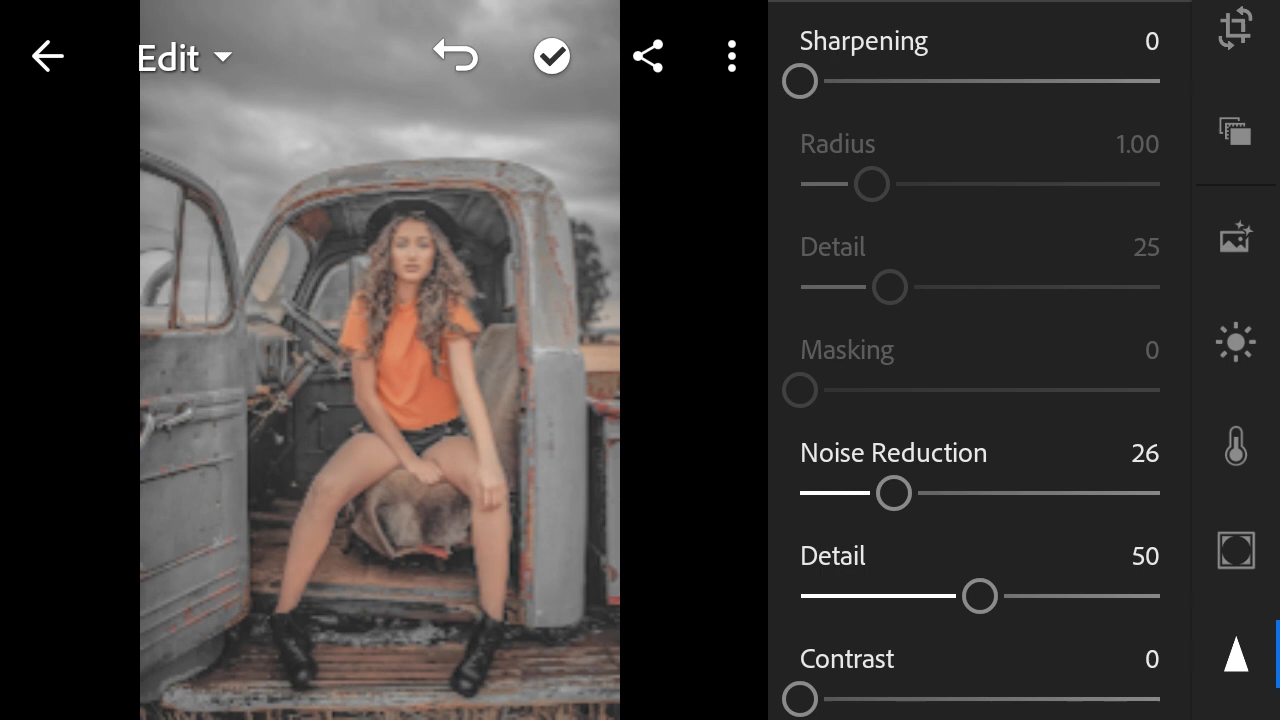 Edit
Sharpening 0
Radius 1.00
Detail 25
Masking 0
Noise Reduction 26
Detail 50
Contrast 0